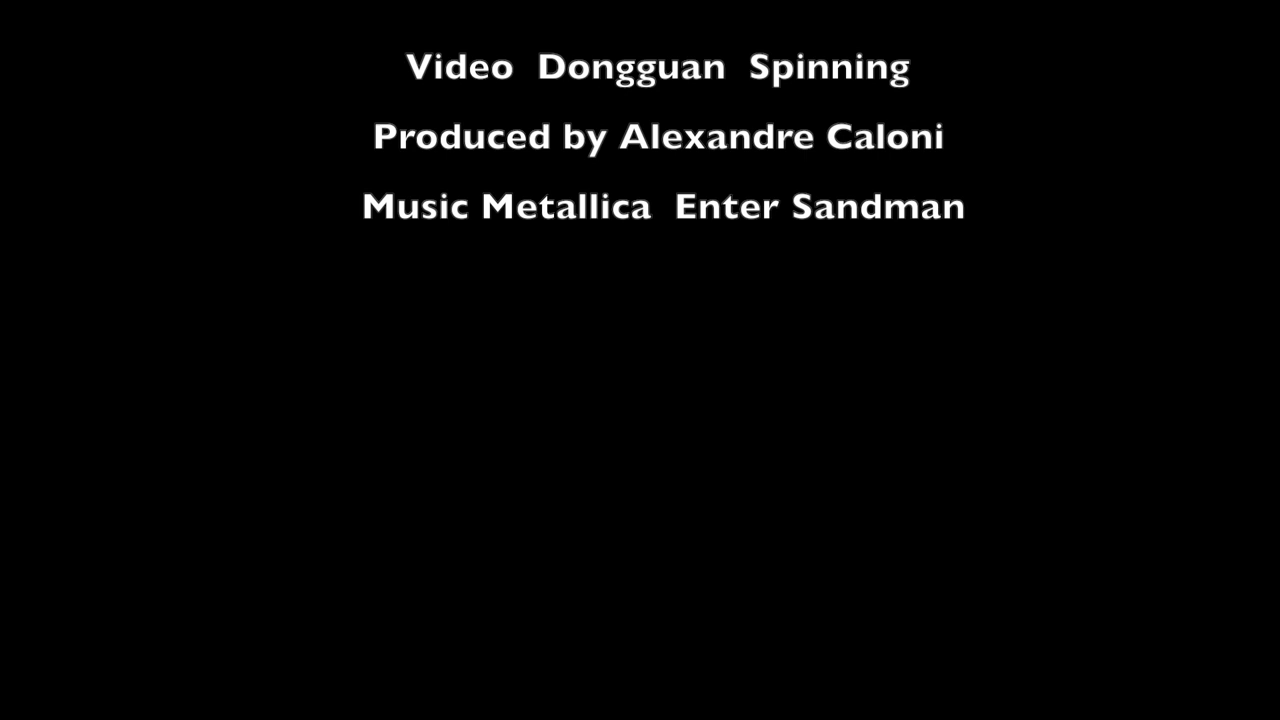 Video  Dongguan  Spinning
Produced by Alexandre Caloni
Music Metallica  Enter Sandman